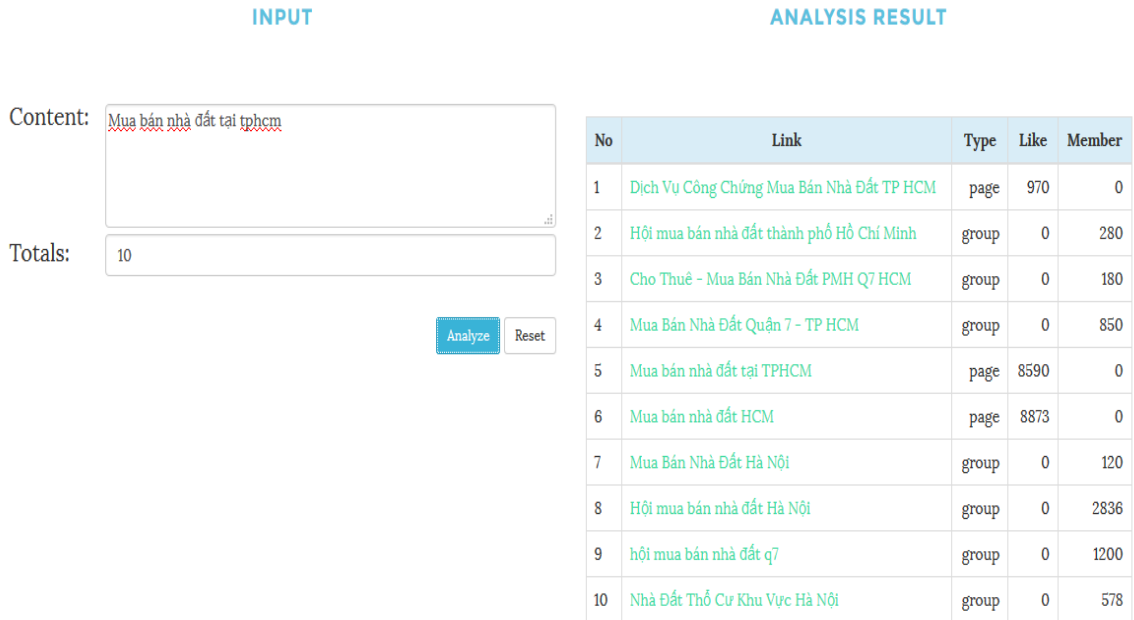 INPUT
ANALYSIS RESULT
Content:
Mua bán nhà đất tại tphcm
Totals:
10
Analyze
Reset
No Link Type Like Member
1 Dịch Vụ Công Chứng Mua Bán Nhà Đất TP HCM page 970 0
2 Hội mua bán nhà đất thành phố Hồ Chí Minh group 0 280
3 Cho Thuê - Mua Bán Nhà Đất PMH Q7 HCM group 0 180
4 Mua Bán Nhà Đất Quận 7 - TP HCM group 0 850
5 Mua bán nhà đất tại TPHCM page 8590 0
6 Mua bán nhà đất HCM page 8873 0
7 Mua Bán Nhà Đất Hà Nội group 0 120
8 Hội mua bán nhà đất Hà Nội group 0 2836
9 hội mua bán nhà đất q7 group 0 1200
10 Nhà Đất Thổ Cư Khu Vực Hà Nội group 0 578